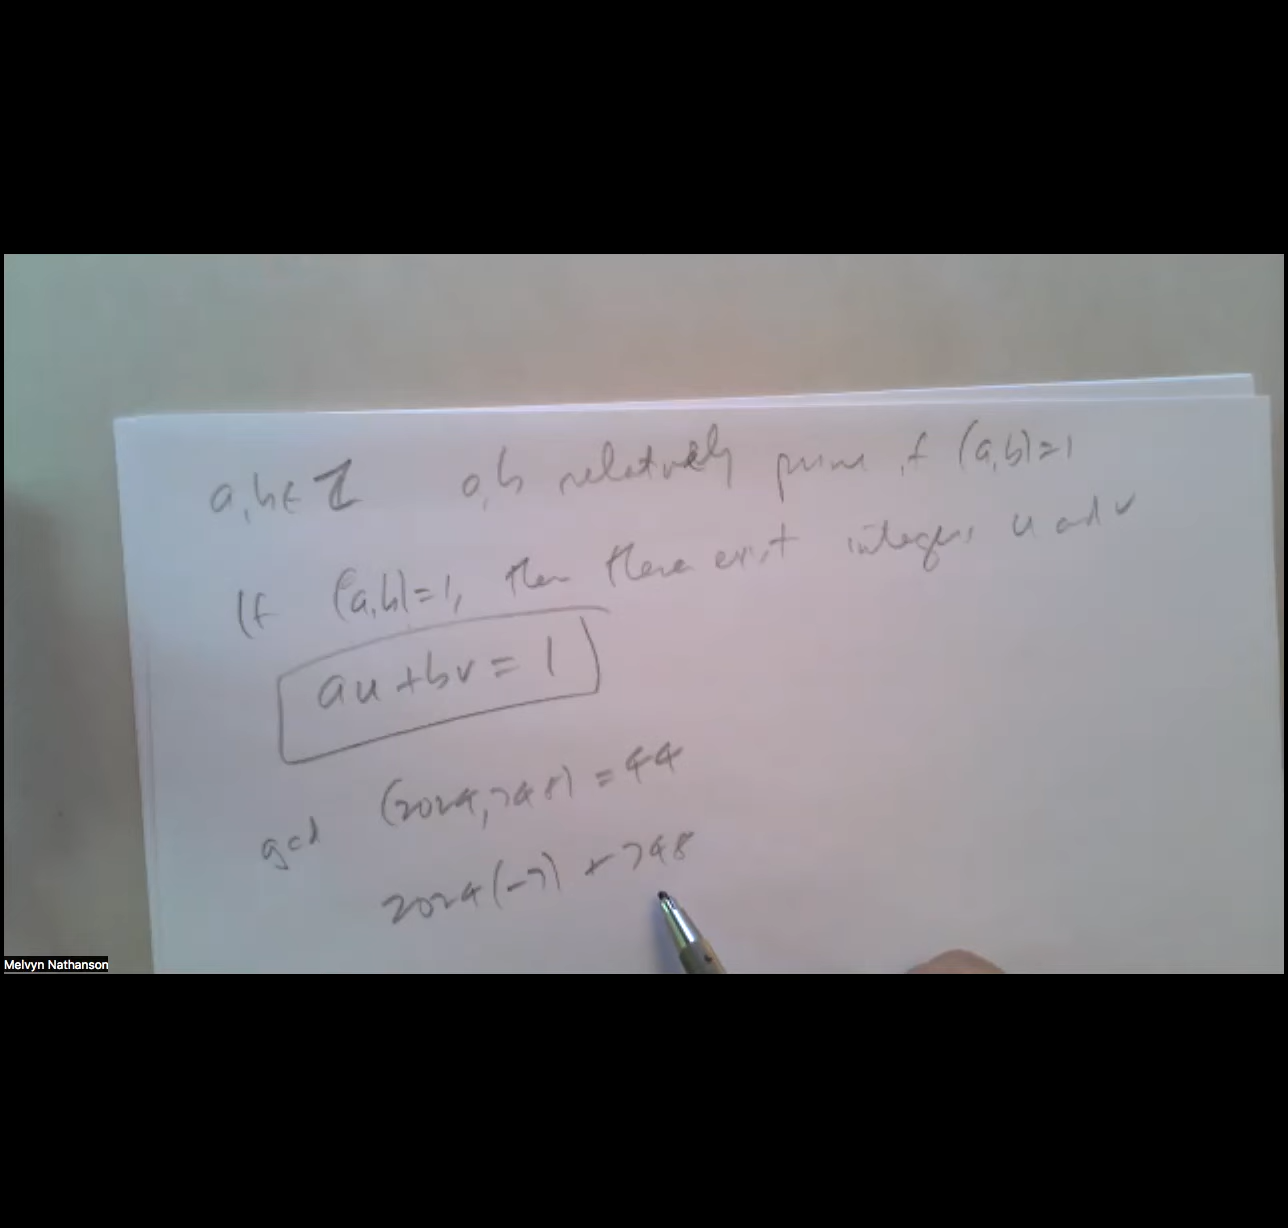 a, b ∈ Z a, b relatively prime if (a,b)=1
If (a,b)=1, then there exist integers u and v
au + bv = 1
gcd (2024, 748) = 44
2024(-7) + 748
Melvyn Nathanson